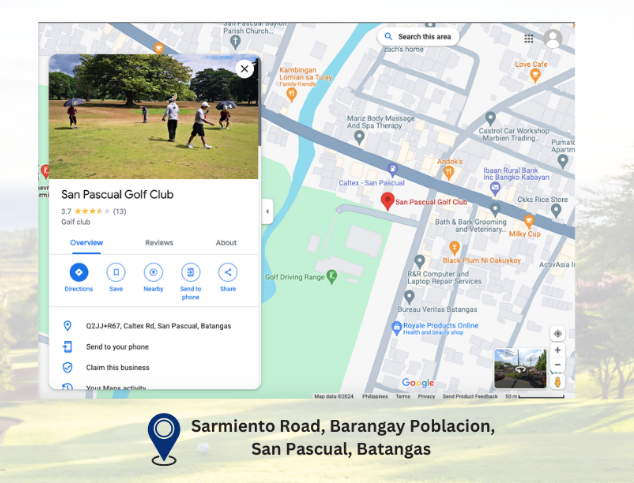 San Pascual Baylon
Parish Church...
Search this area
zach's home
Love Cafe
Kambingan
Lomian sa Tulay
Family-friendly
Mariz Body Massage
And Spa Therapy
Castrol Car Workshop
Marbien Trading..
Apartm
Andok's
Ibaan Rural Bank
Inc Bangko Kabayan
Caltex - San Pascual
San Pascual Golf Club
Ckkc Rice Store
Bath & Bark Grooming
and Veterinary...
Milky Cup
Black Plum Ni Dakuykoy
ActivAsia
Golf Driving Range
R&R Computer and
Laptop Repair Services
Bureau Veritas Batangas
Royale Products Online
Health and beauty shop
San Pascual Golf Club
3.7 (13)
Golf club
Overview Reviews About
Directions Save Nearby Send to phone Share
Q2JJ+R67, Caltex Rd, San Pascual, Batangas
Send to your phone
Claim this business
Your Maps activity
Google
Map data ©2024 Philippines Terms Privacy Send Product Feedback 50 m
Sarmiento Road, Barangay Poblacion,
San Pascual, Batangas